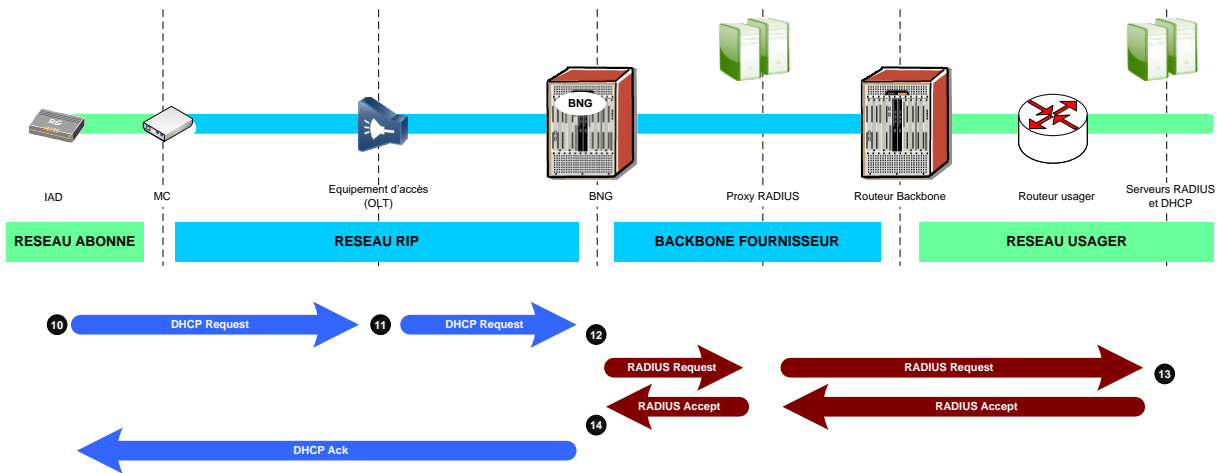 BNG
RG
IAD
MC
Equipement d'accès
(OLT)
BNG
Proxy RADIUS
Routeur Backbone
Routeur usager
Serveurs RADIUS
et DHCP
RESEAU ABONNE
RESEAU RIP
BACKBONE FOURNISSEUR
RESEAU USAGER
10
DHCP Request
11
DHCP Request
12
RADIUS Request
RADIUS Request
13
RADIUS Accept
RADIUS Accept
14
DHCP Ack